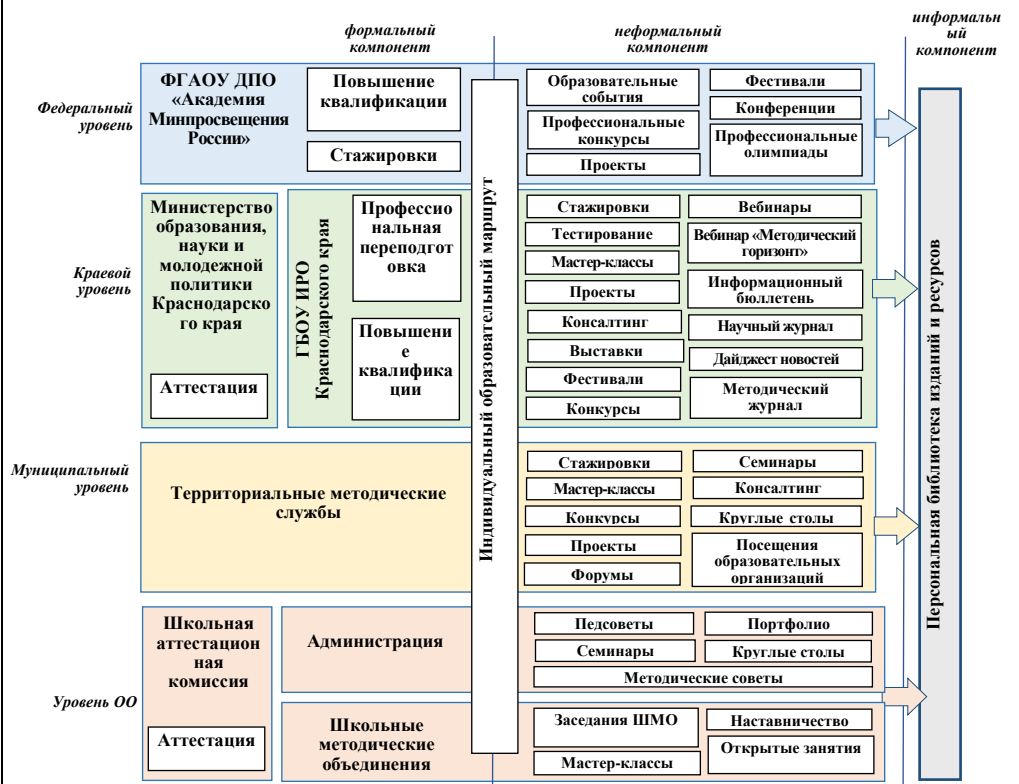 формальный
компонент
неформальный
компонент
информальн
ый
компонент
Федеральный
уровень
ФГАОУ ДПО
«Академия
Минпросвещения
России»
Повышение
квалификации
Стажировки
Образовательные
события
Профессиональные
конкурсы
Проекты
Фестивали
Конференции
Профессиональные
олимпиады
Краевой
уровень
Министерство
образования,
науки и
молодежной
политики
Краснодарско
го края
Аттестация
ГБОУ ИРО
Краснодарского края
Профессио
нальная
переподгот
овка
Повышени
е
квалифика
ции
Стажировки
Тестирование
Мастер-классы
Проекты
Консалтинг
Выставки
Фестивали
Конкурсы
Вебинары
Вебинар «Методический
горизонт»
Информационный
бюллетень
Научный журнал
Дайджест новостей
Методический
журнал
Муниципальный
уровень
Территориальные методические
службы
Стажировки
Мастер-классы
Конкурсы
Проекты
Форумы
Семинары
Консалтинг
Круглые столы
Посещения
образовательных
организаций
Уровень ОО
Школьная
аттестацион
ная
комиссия
Аттестация
Администрация
Педсоветы
Семинары
Портфолио
Круглые столы
Методические советы
Школьные
методические
объединения
Заседания ШМО
Мастер-классы
Наставничество
Открытые занятия
Индивидуальный образовательный маршрут
Персональная библиотека изданий и ресурсов